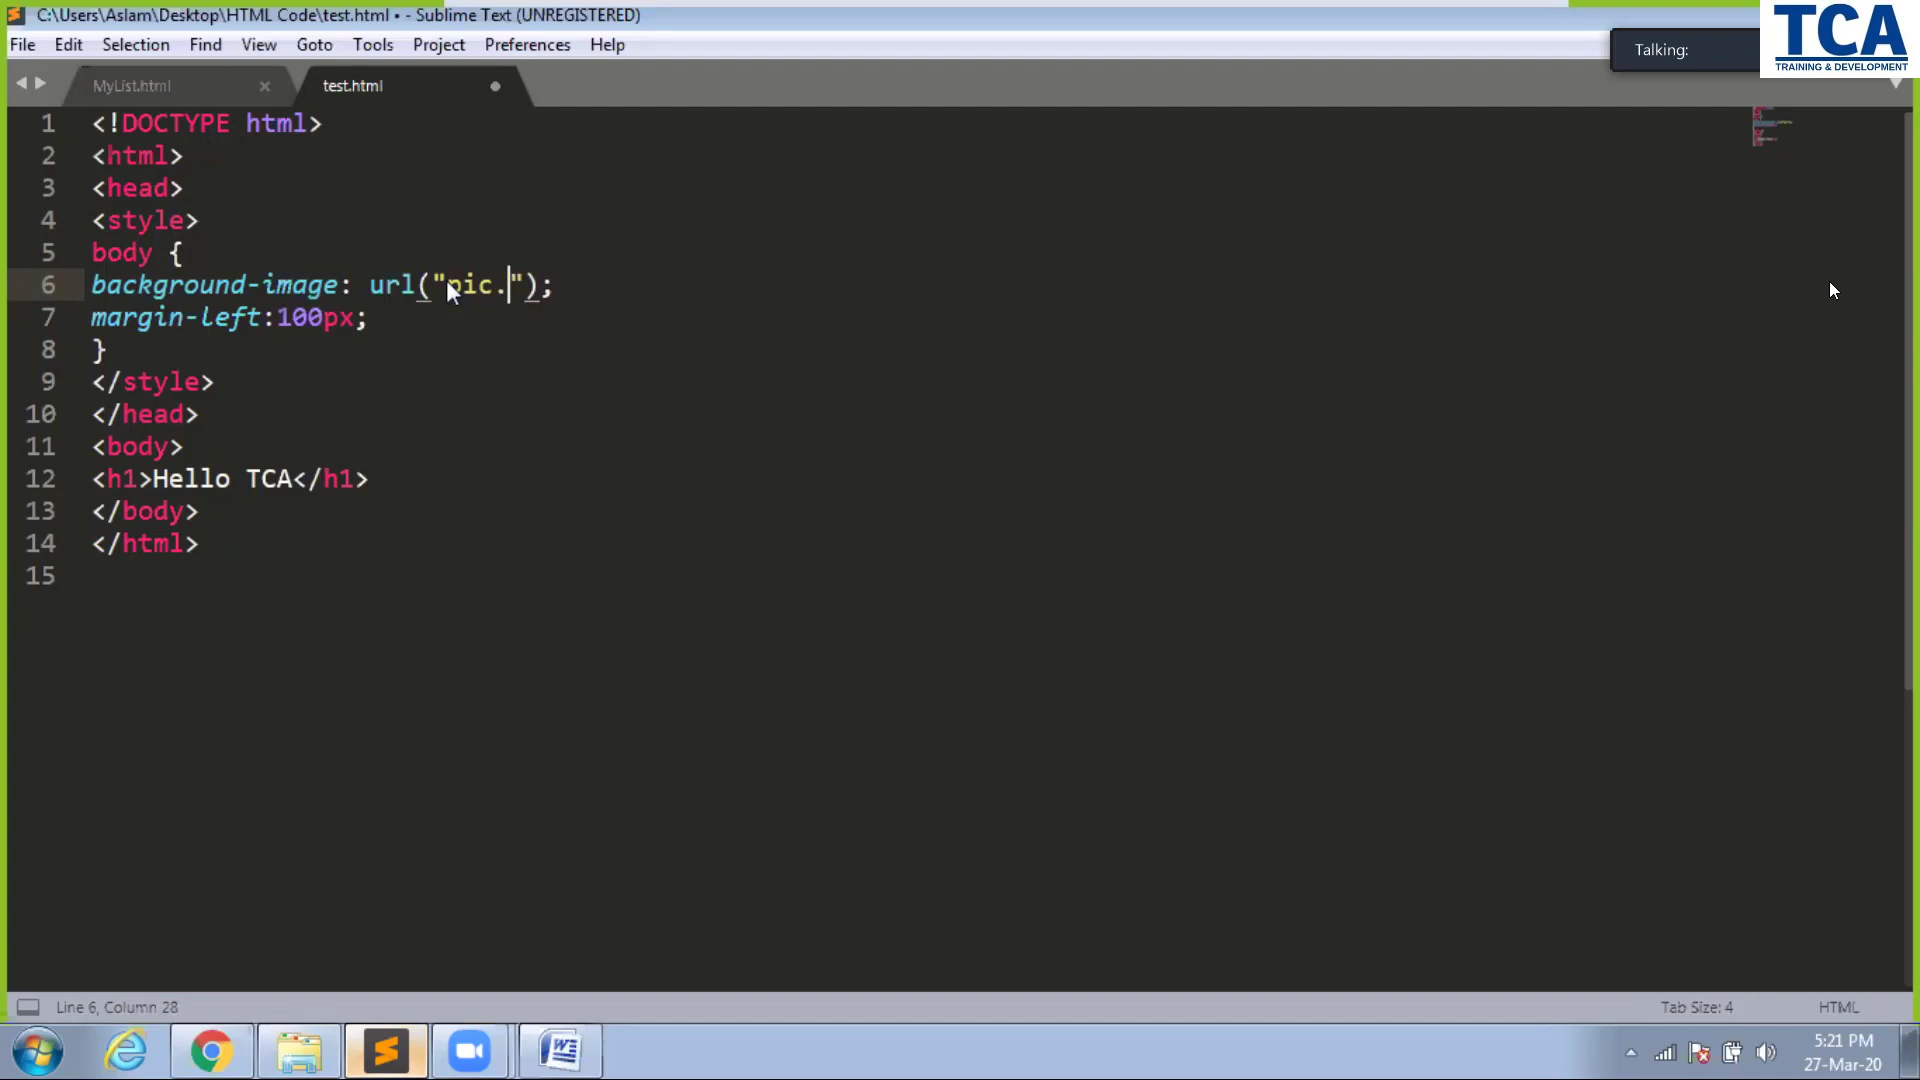 C:\Users\Aslam\Desktop\HTML Code\test.html • - Sublime Text (UNREGISTERED)
File Edit Selection Find View Goto Tools Project Preferences Help
Talking:
TCA
TRAINING & DEVELOPMENT
MyList.html × test.html
1 <!DOCTYPE html>
2 <html>
3 <head>
4 <style>
5 body {
6 background-image: url("pic.");
7 margin-left:100px;
8 }
9 </style>
10 </head>
11 <body>
12 <h1>Hello TCA</h1>
13 </body>
14 </html>
15
Line 6, Column 28 Tab Size: 4 HTML
5:21 PM
27-Mar-20